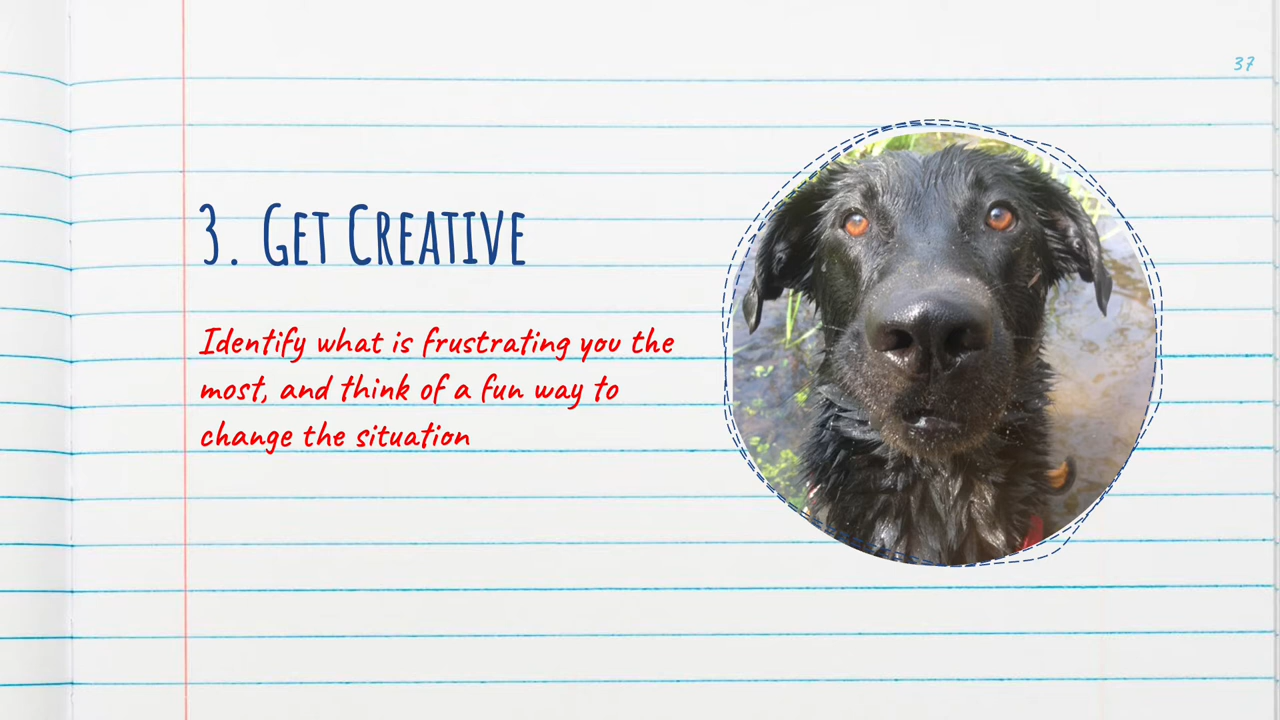 37
3. Get Creative
Identify what is frustrating you the
most, and think of a fun way to
change the situation